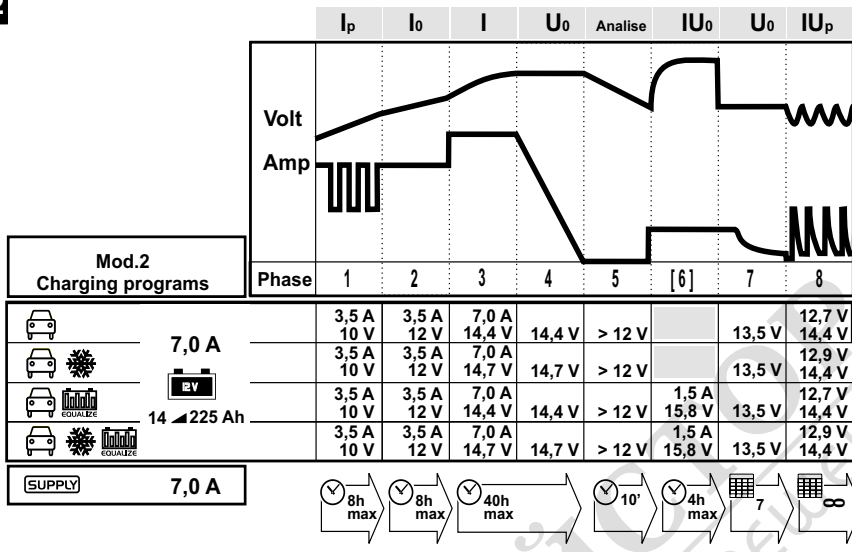 Ip I0 I U0 Analise IU0 U0 IUp
Volt
Amp
Mod.2
Charging programs
Phase 1 2 3 4 5 [6] 7 8
3,5 A 3,5 A 7,0 A 12,7 V
10 V 12 V 14,4 V 14,4 V > 12 V 13,5 V 14,4 V
7,0 A
3,5 A 3,5 A 7,0 A 12,9 V
10 V 12 V 14,7 V 14,7 V > 12 V 13,5 V 14,4 V
12V
3,5 A 3,5 A 7,0 A 1,5 A 12,7 V
EQUALIZE 10 V 12 V 14,4 V 14,4 V > 12 V 15,8 V 13,5 V 14,4 V
14 225 Ah
3,5 A 3,5 A 7,0 A 1,5 A 12,9 V
EQUALIZE 10 V 12 V 14,7 V 14,7 V > 12 V 15,8 V 13,5 V 14,4 V
SUPPLY 7,0 A
8h 8h 40h 10' 4h 7 ∞
max max max max